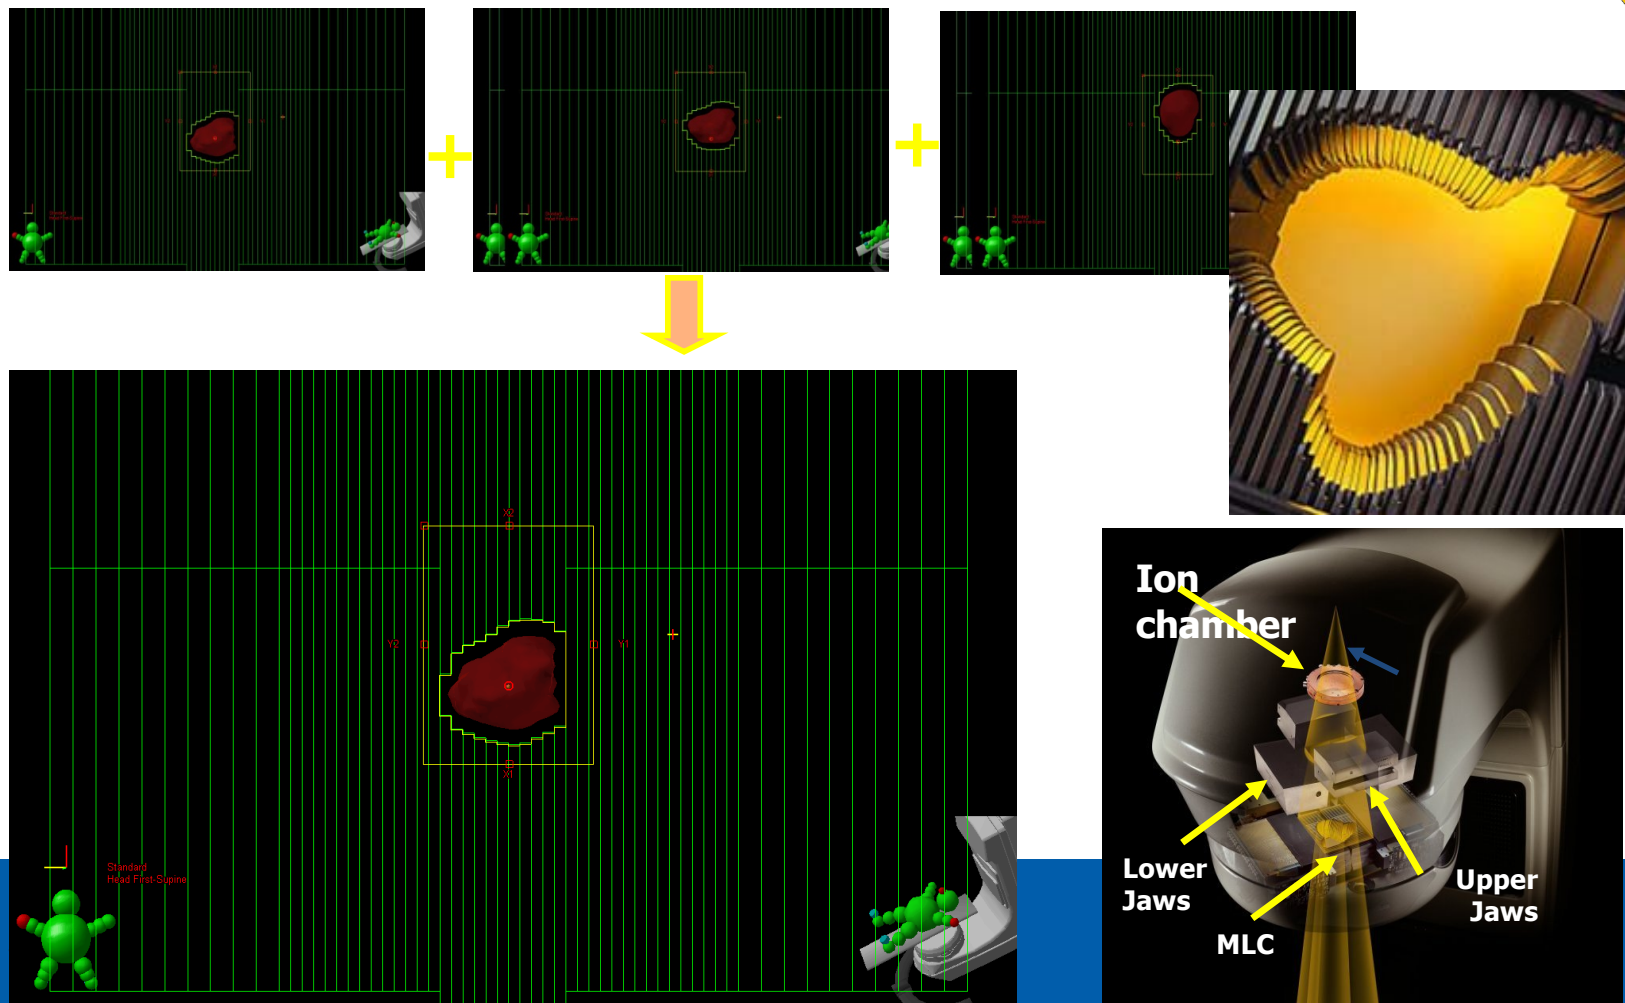 X2
Y2
Y1
X1
Standard
Head First-Supine
Ion
chamber
Lower
Jaws
Upper
Jaws
MLC